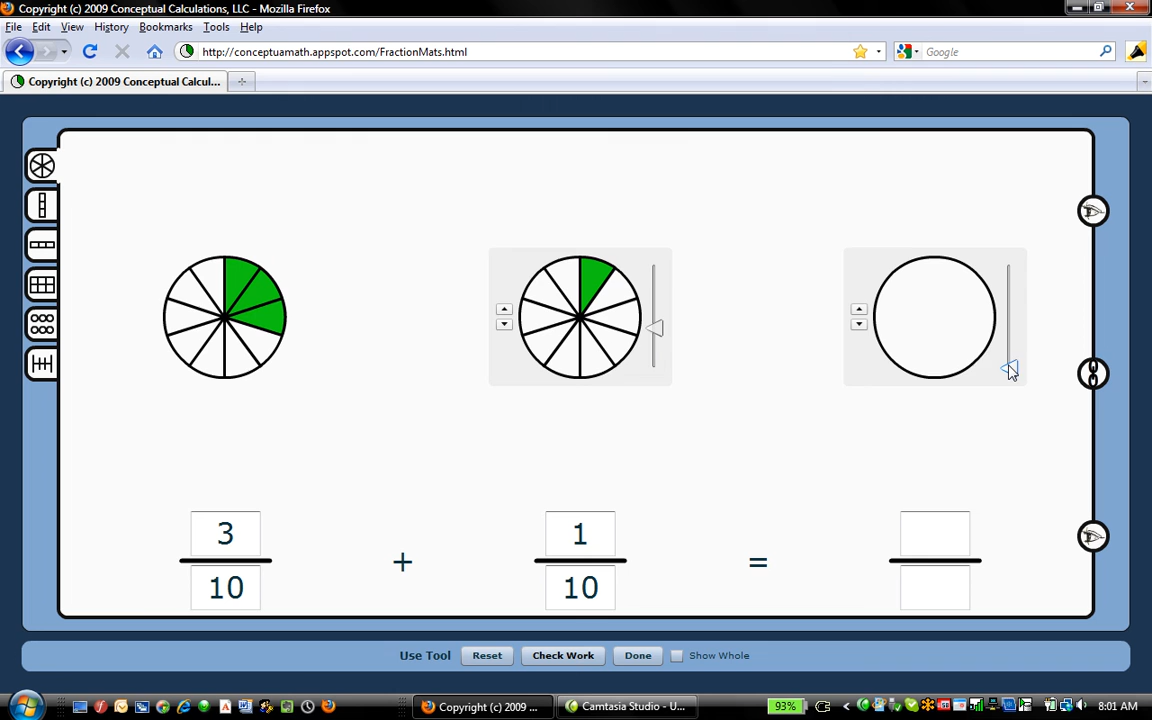 Copyright (c) 2009 Conceptual Calculations, LLC - Mozilla Firefox
File Edit View History Bookmarks Tools Help
http://conceptuamath.appspot.com/FractionMats.html
Google
Copyright (c) 2009 Conceptual Calcul...
3
10
+
1
10
=
Use Tool Reset Check Work Done Show Whole
Copyright (c) 2009 ... Camtasia Studio - U... 93% 8:01 AM